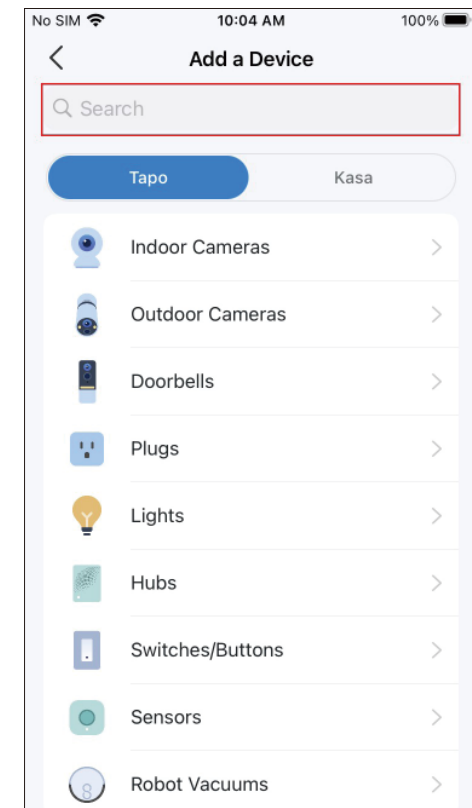 No SIM 10:04 AM 100%
Add a Device
Search
Tapo Kasa
Indoor Cameras
Outdoor Cameras
Doorbells
Plugs
Lights
Hubs
Switches/Buttons
Sensors
8 Robot Vacuums